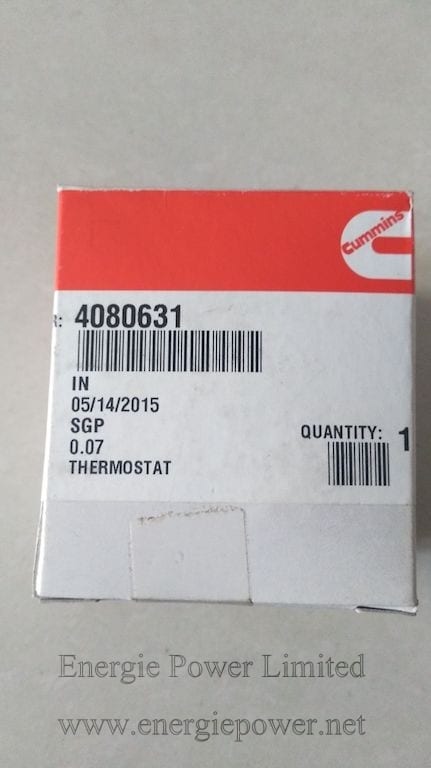 Cummins
4080631
IN
05/14/2015
SGP
0.07
THERMOSTAT
QUANTITY: 1
Energie Power Limited
www.energiepower.net